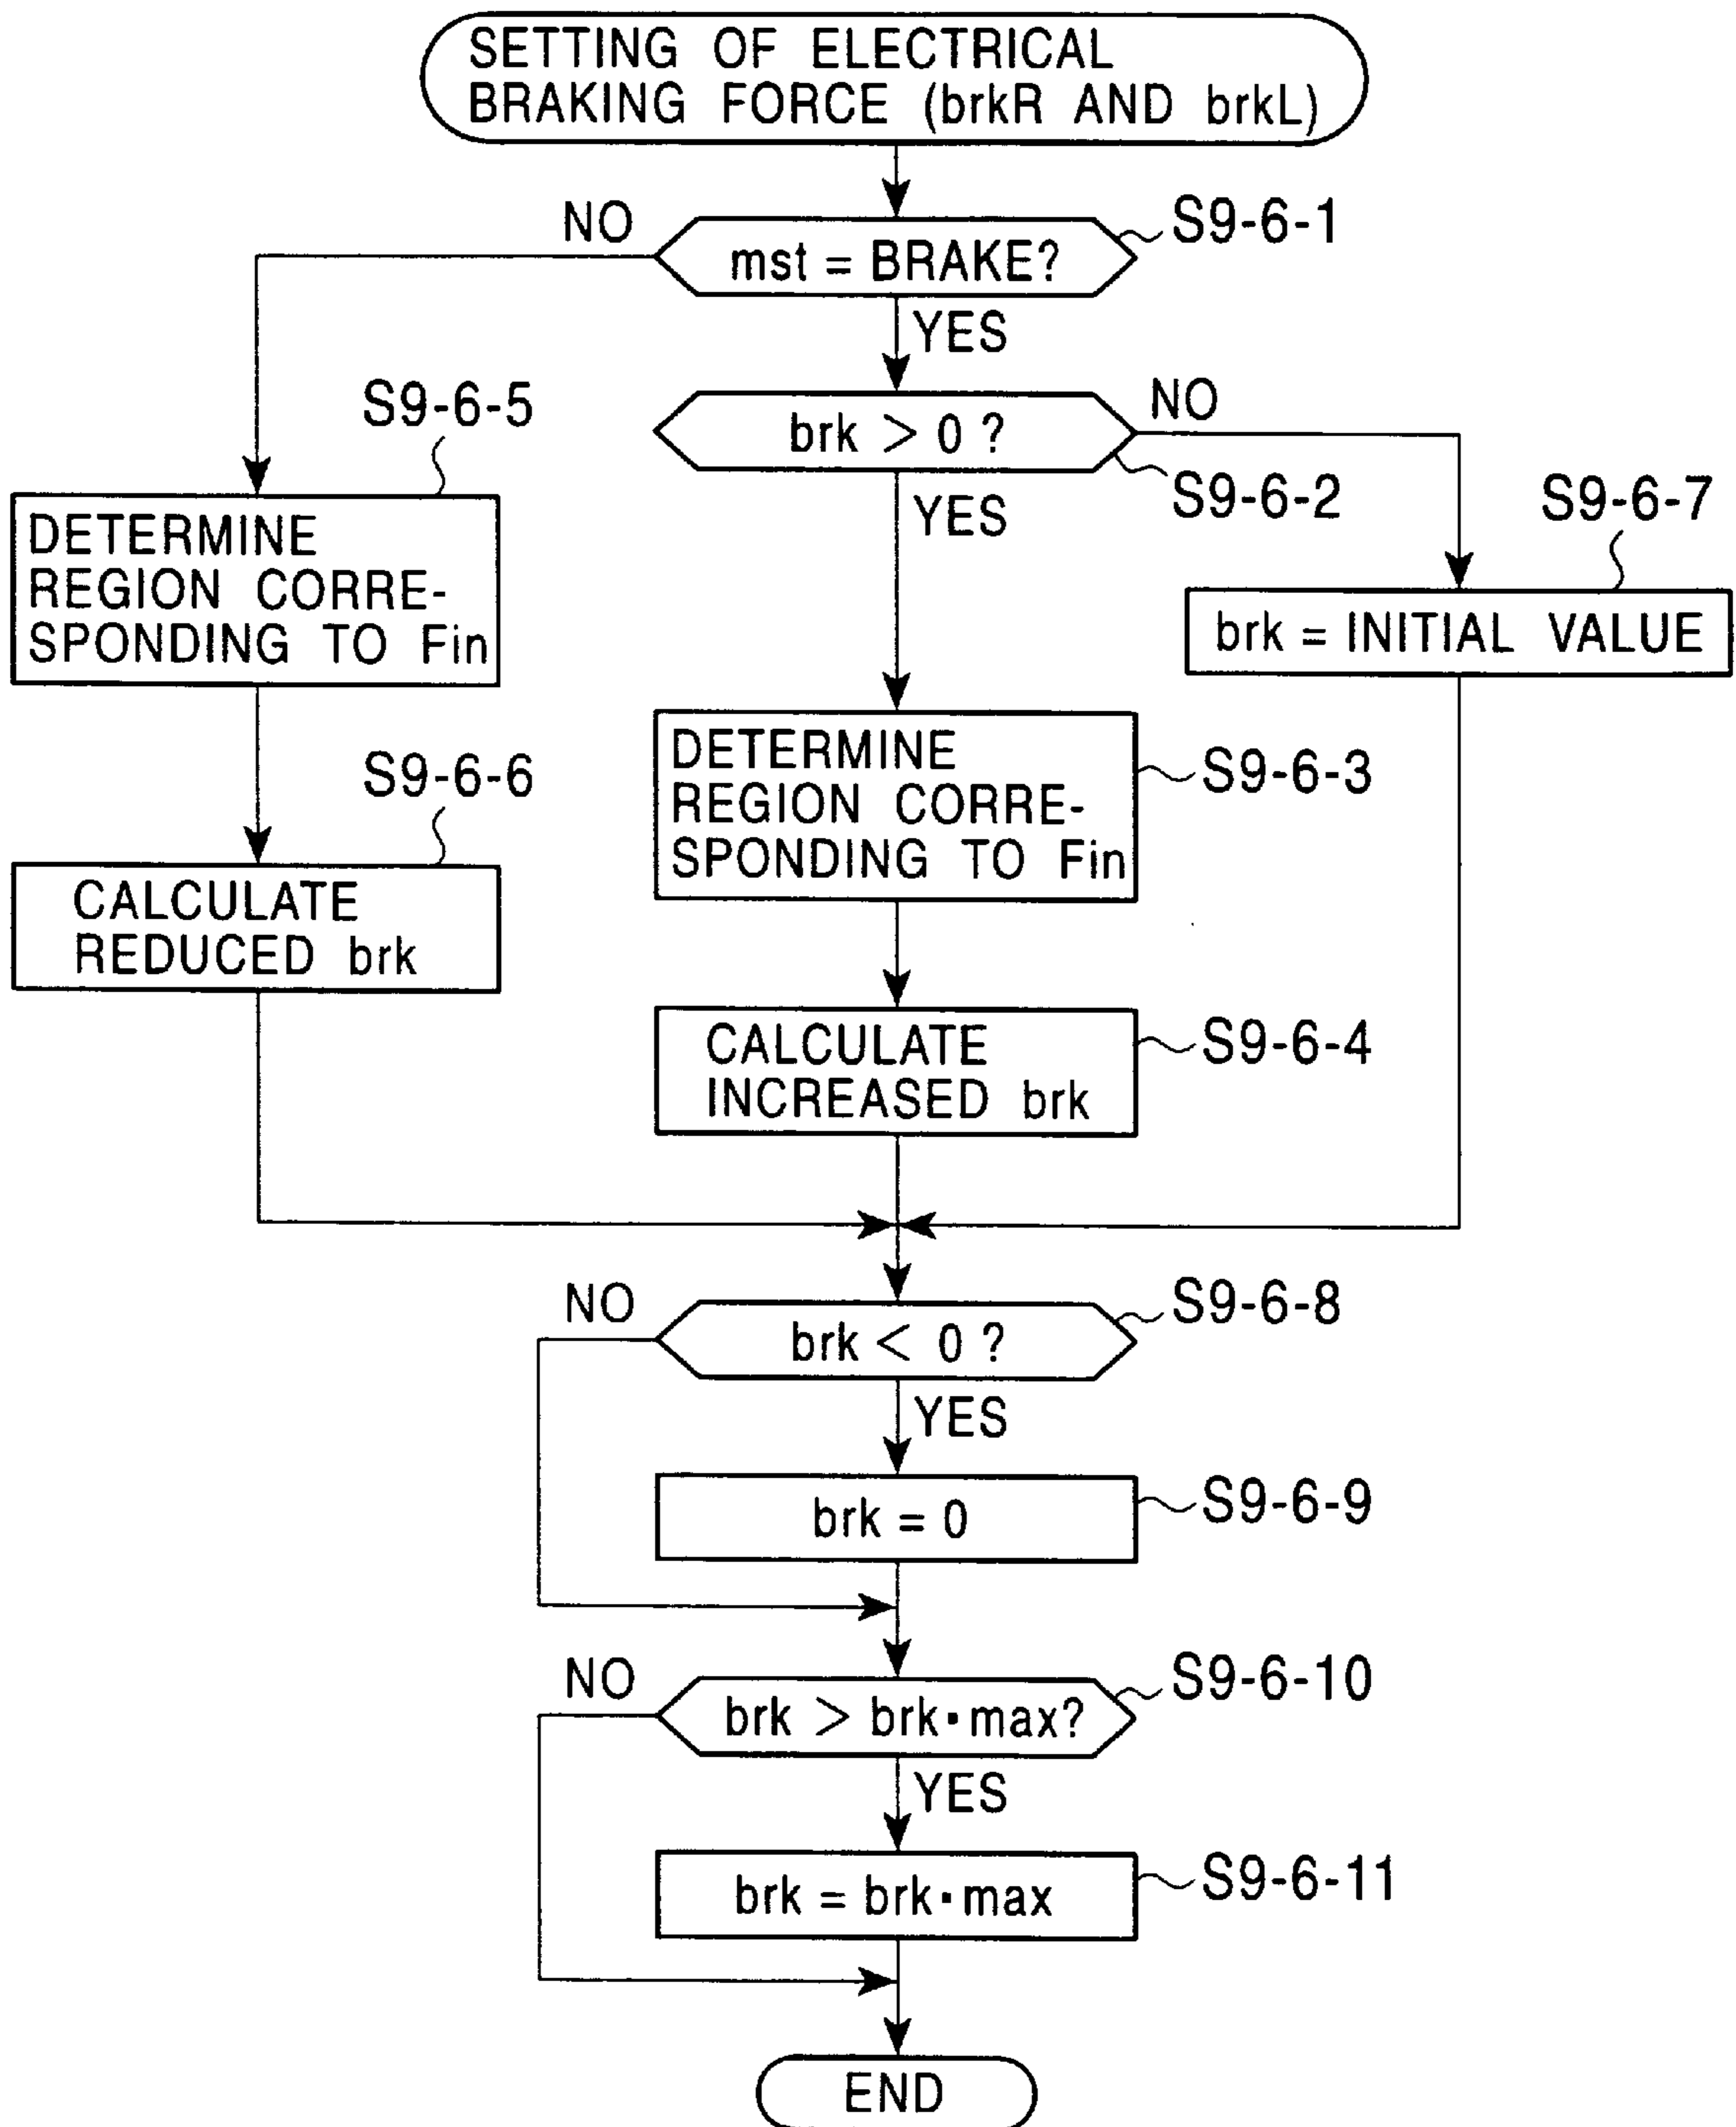 SETTING OF ELECTRICAL
BRAKING FORCE (brkR AND brkL)
NO
S9-6-1
mst = BRAKE?
YES
S9-6-5
NO
brk > 0 ?
S9-6-2
YES
S9-6-7
DETERMINE
REGION CORRE-
SPONDING TO Fin
brk = INITIAL VALUE
S9-6-6
DETERMINE
REGION CORRE-
SPONDING TO Fin
S9-6-3
CALCULATE
REDUCED brk
CALCULATE
INCREASED brk
S9-6-4
NO
S9-6-8
brk < 0 ?
YES
brk = 0
S9-6-9
NO
S9-6-10
brk > brk·max?
YES
brk = brk·max
S9-6-11
END